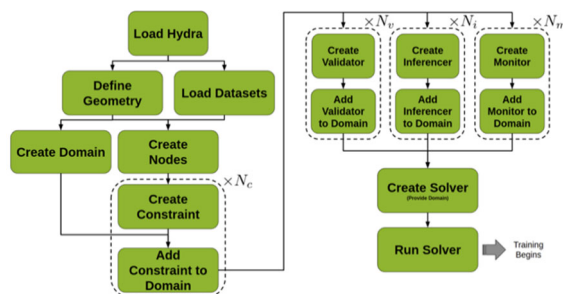 Load Hydra
Define
Geometry
Load Datasets
Create Domain
Create
Nodes
×N_c
Create
Constraint
Add
Constraint to
Domain
×N_v
Create
Validator
Add
Validator
to Domain
×N_i
Create
Inferencer
Add
Inferencer
to Domain
×N_m
Create
Monitor
Add
Monitor to
Domain
Create Solver
(Provide Domain)
Run Solver
Training
Begins